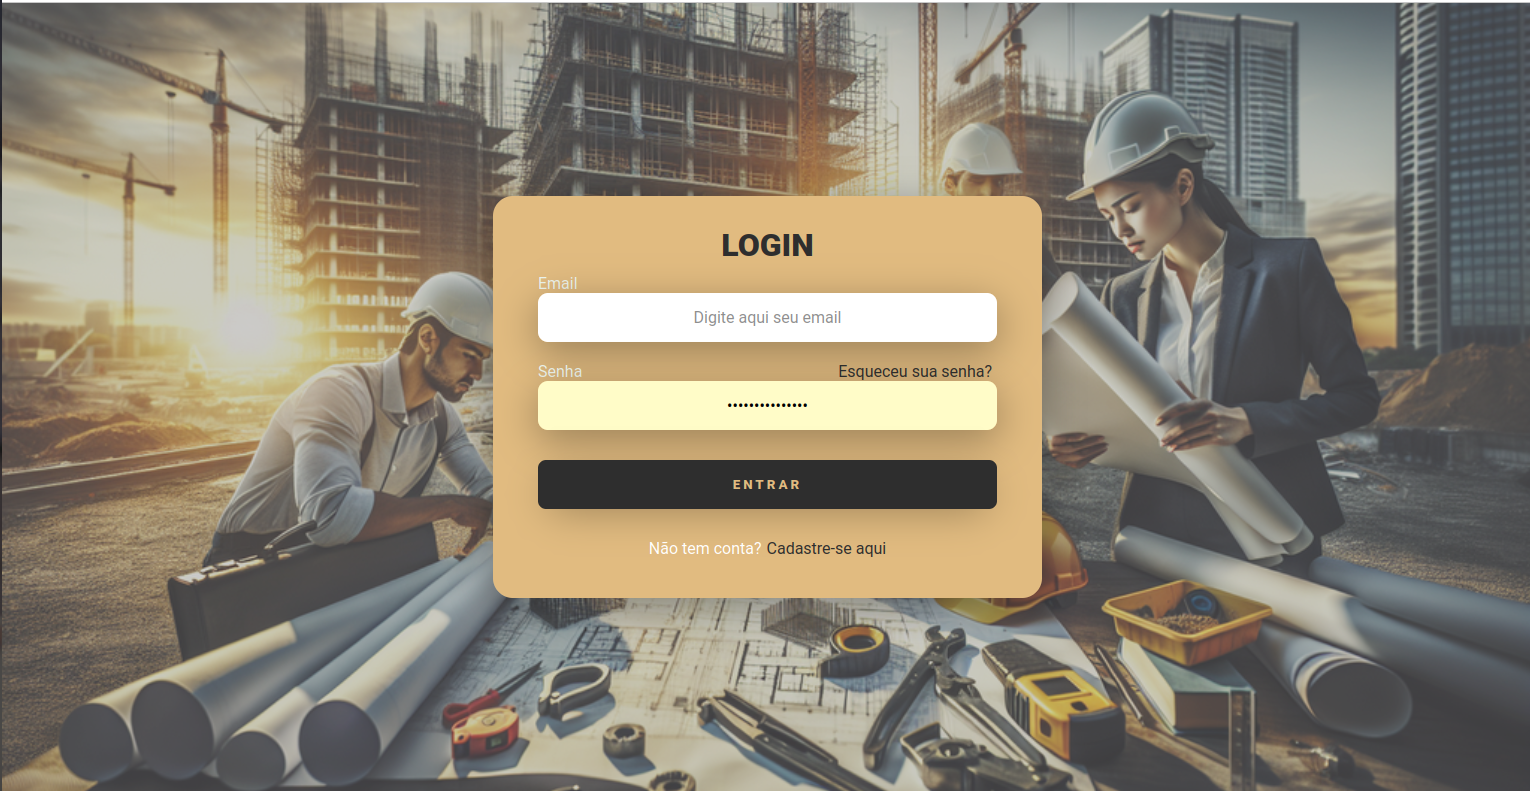 LOGIN
Email
Digite aqui seu email
Senha Esqueceu sua senha?
•••••••••••••••
ENTRAR
Não tem conta? Cadastre-se aqui